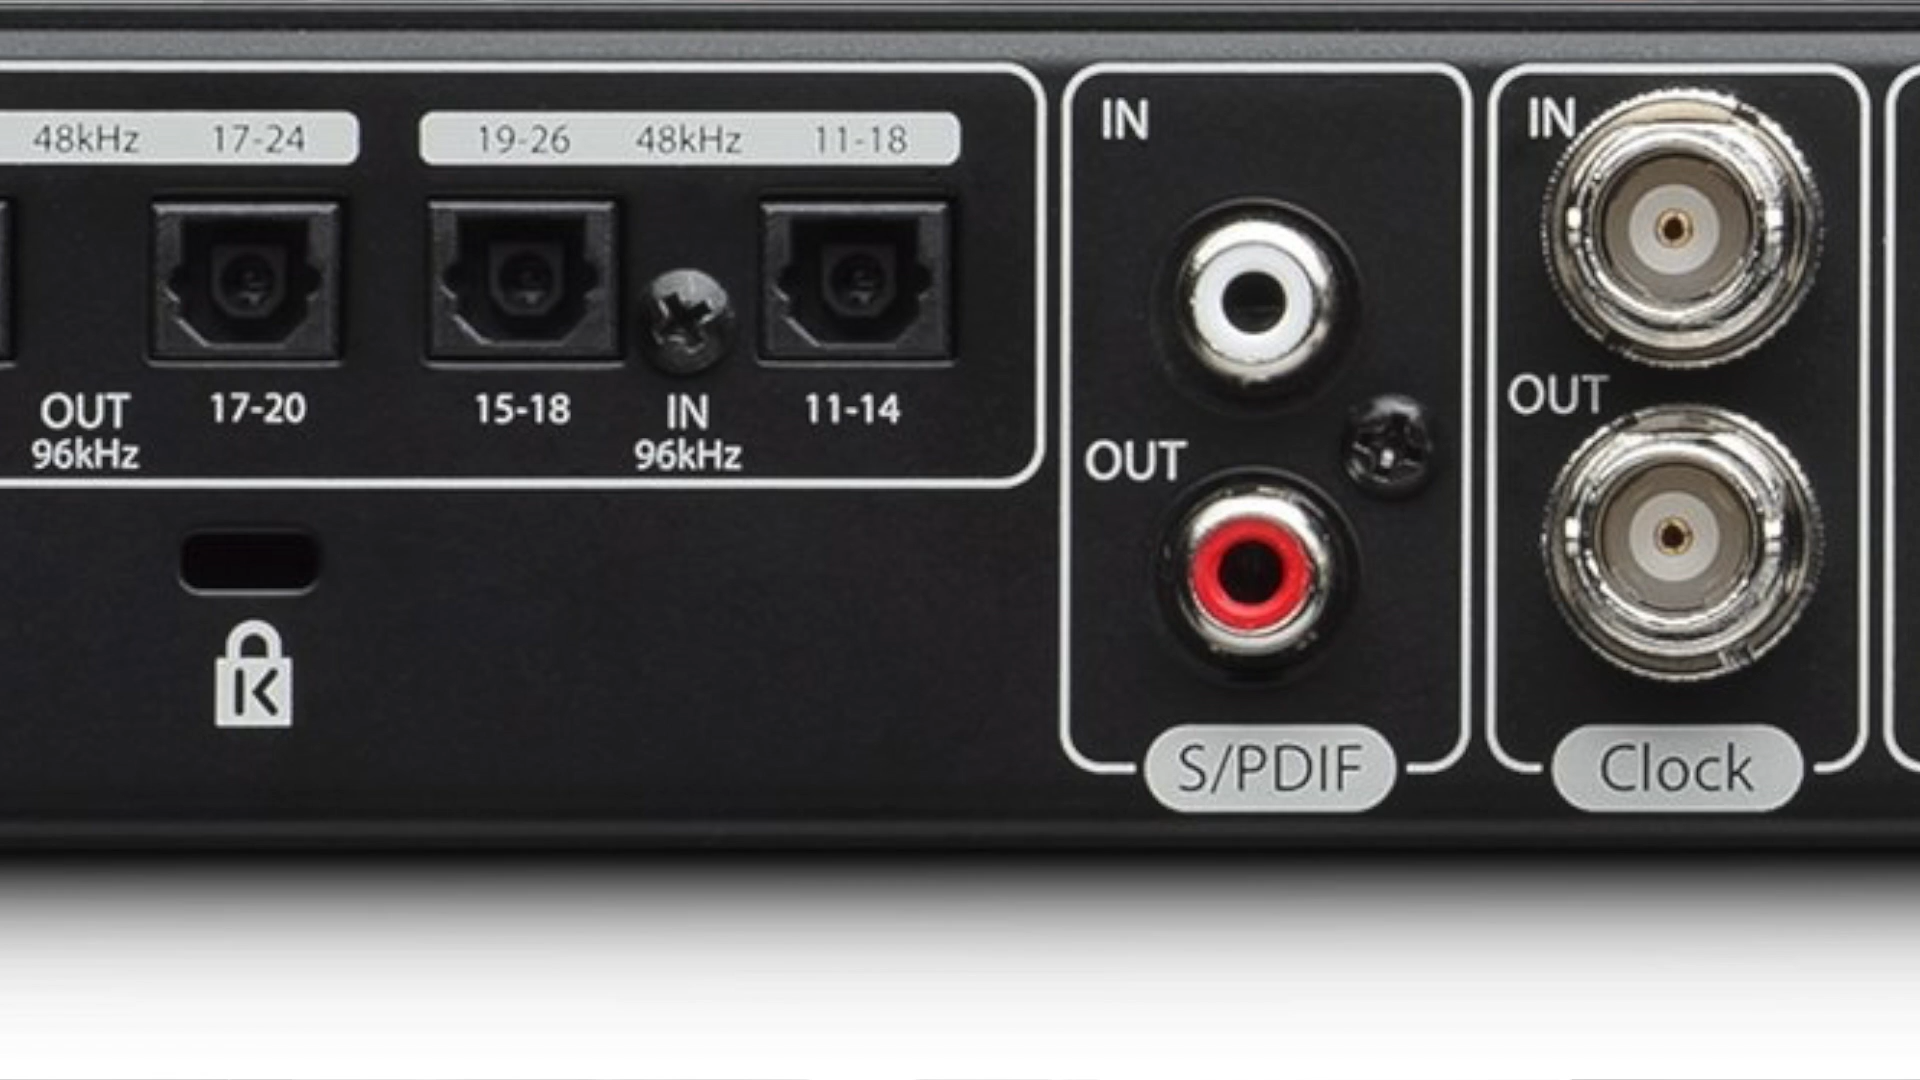 48kHz 17-24
19-26 48kHz 11-18
OUT 17-20 15-18 IN 11-14
96kHz 96kHz
K
IN
OUT
S/PDIF
IN
OUT
Clock